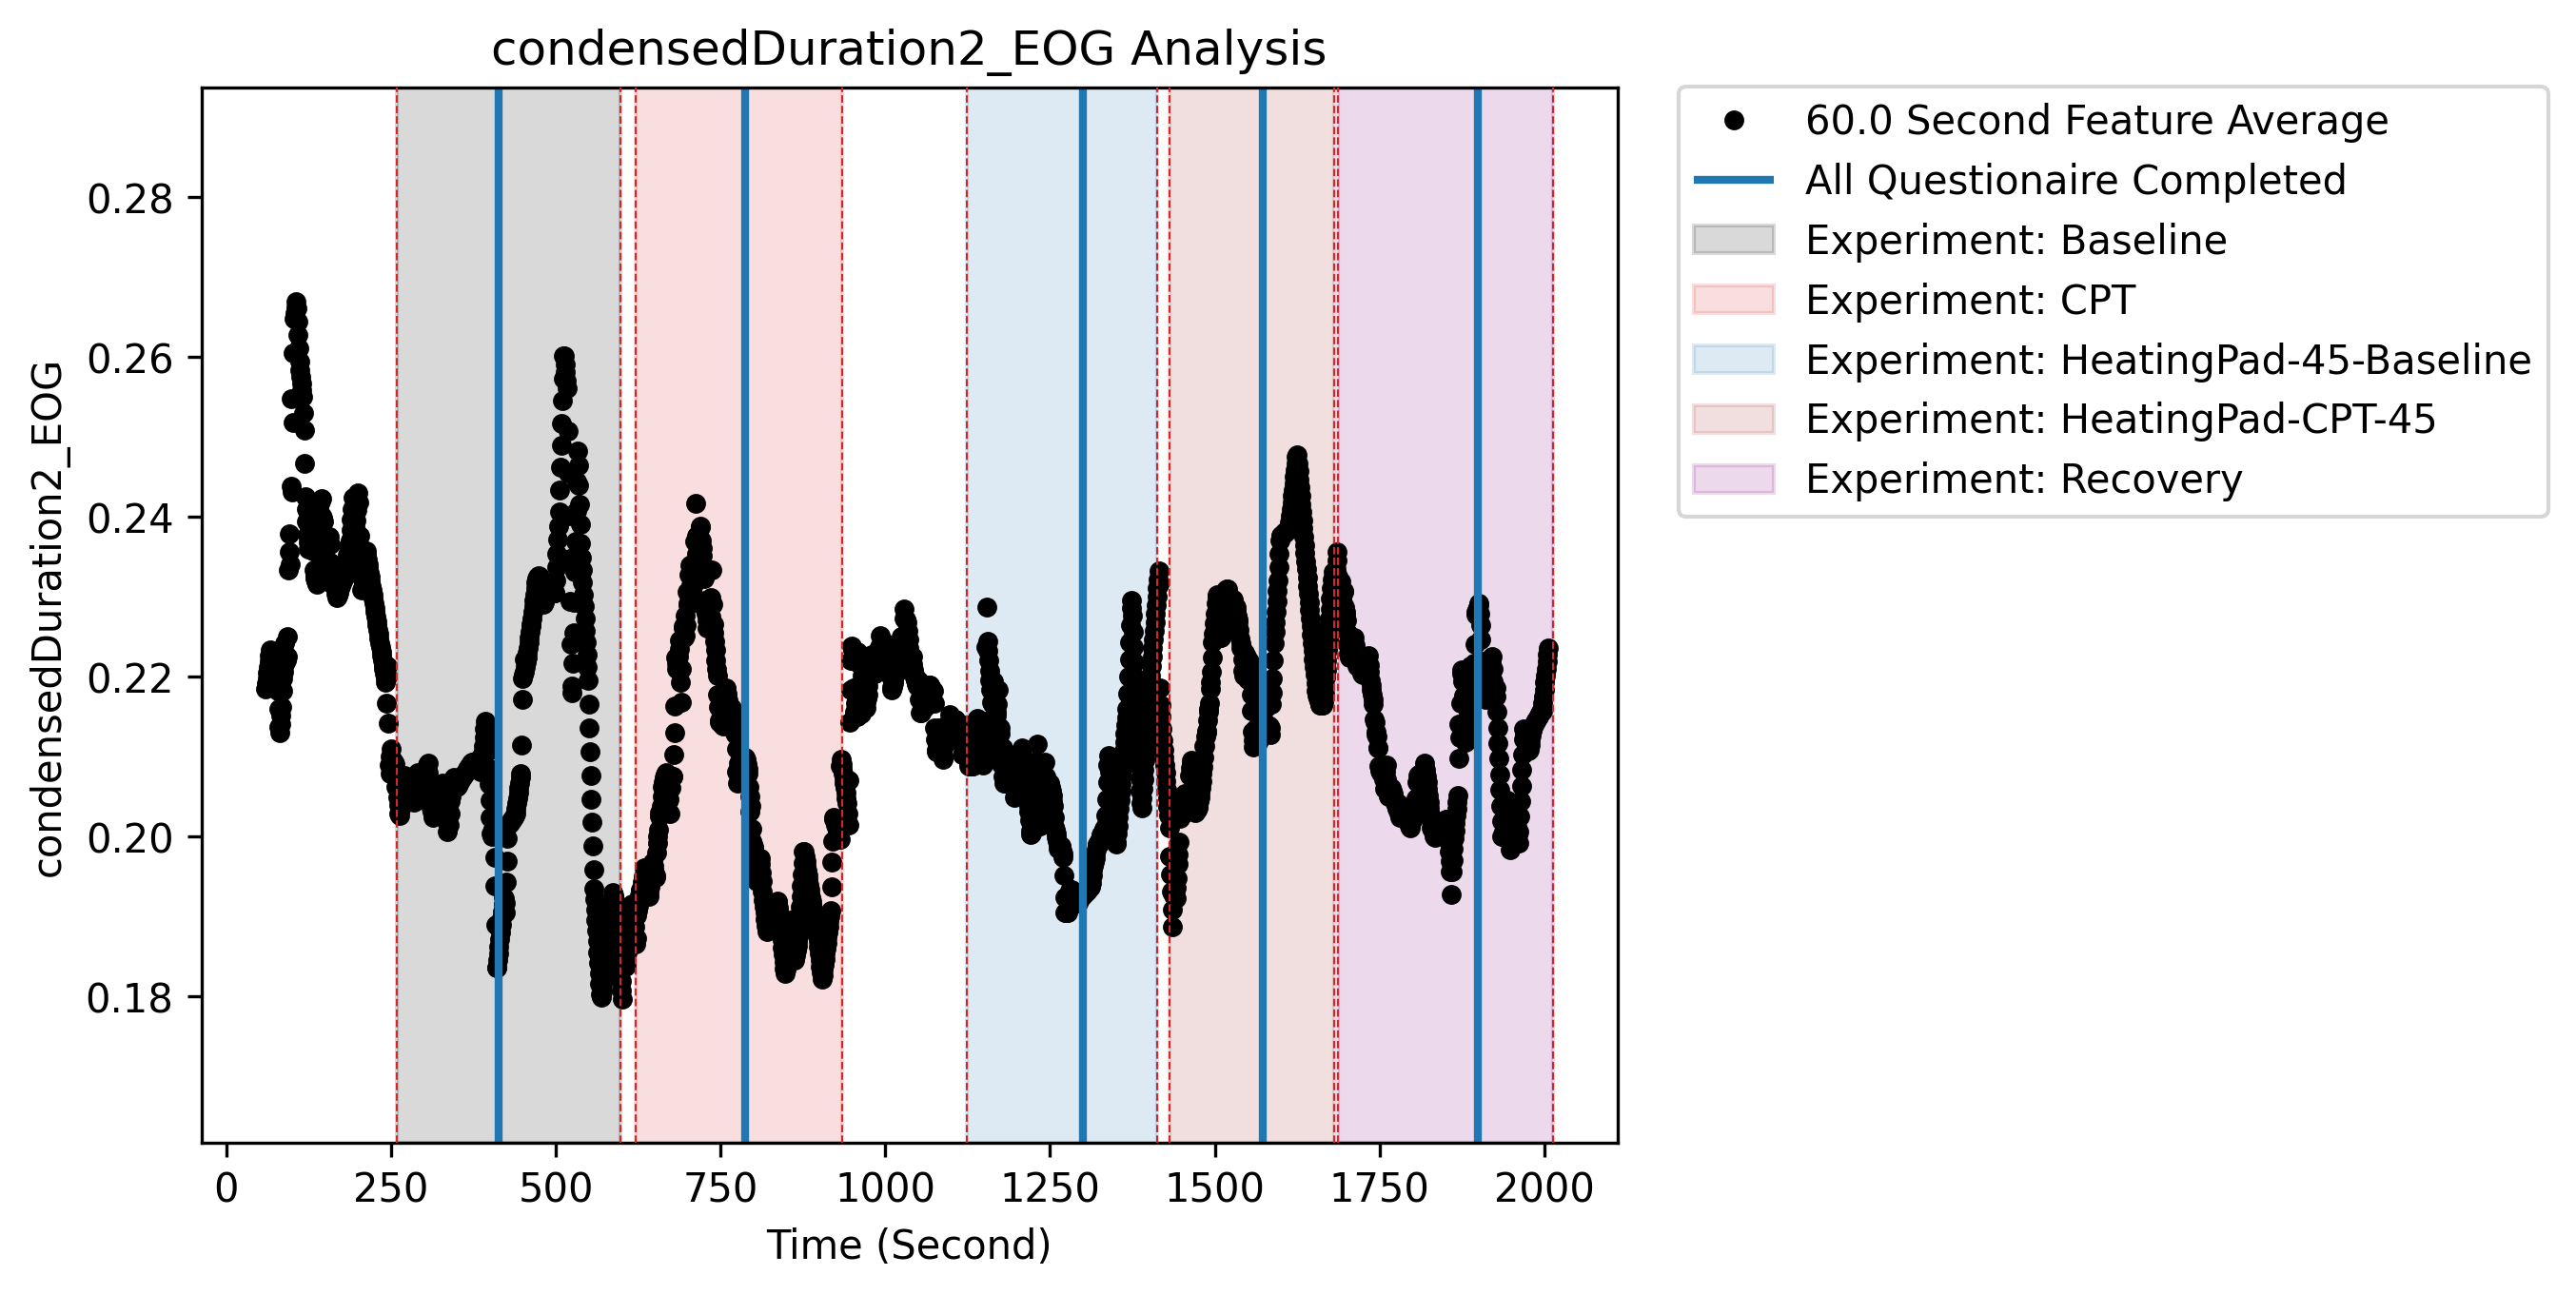 condensedDuration2_EOG Analysis
condensedDuration2_EOG
0.28
0.26
0.24
0.22
0.20
0.18
0 250 500 750 1000 1250 1500 1750 2000
Time (Second)
60.0 Second Feature Average
All Questionaire Completed
Experiment: Baseline
Experiment: CPT
Experiment: HeatingPad-45-Baseline
Experiment: HeatingPad-CPT-45
Experiment: Recovery